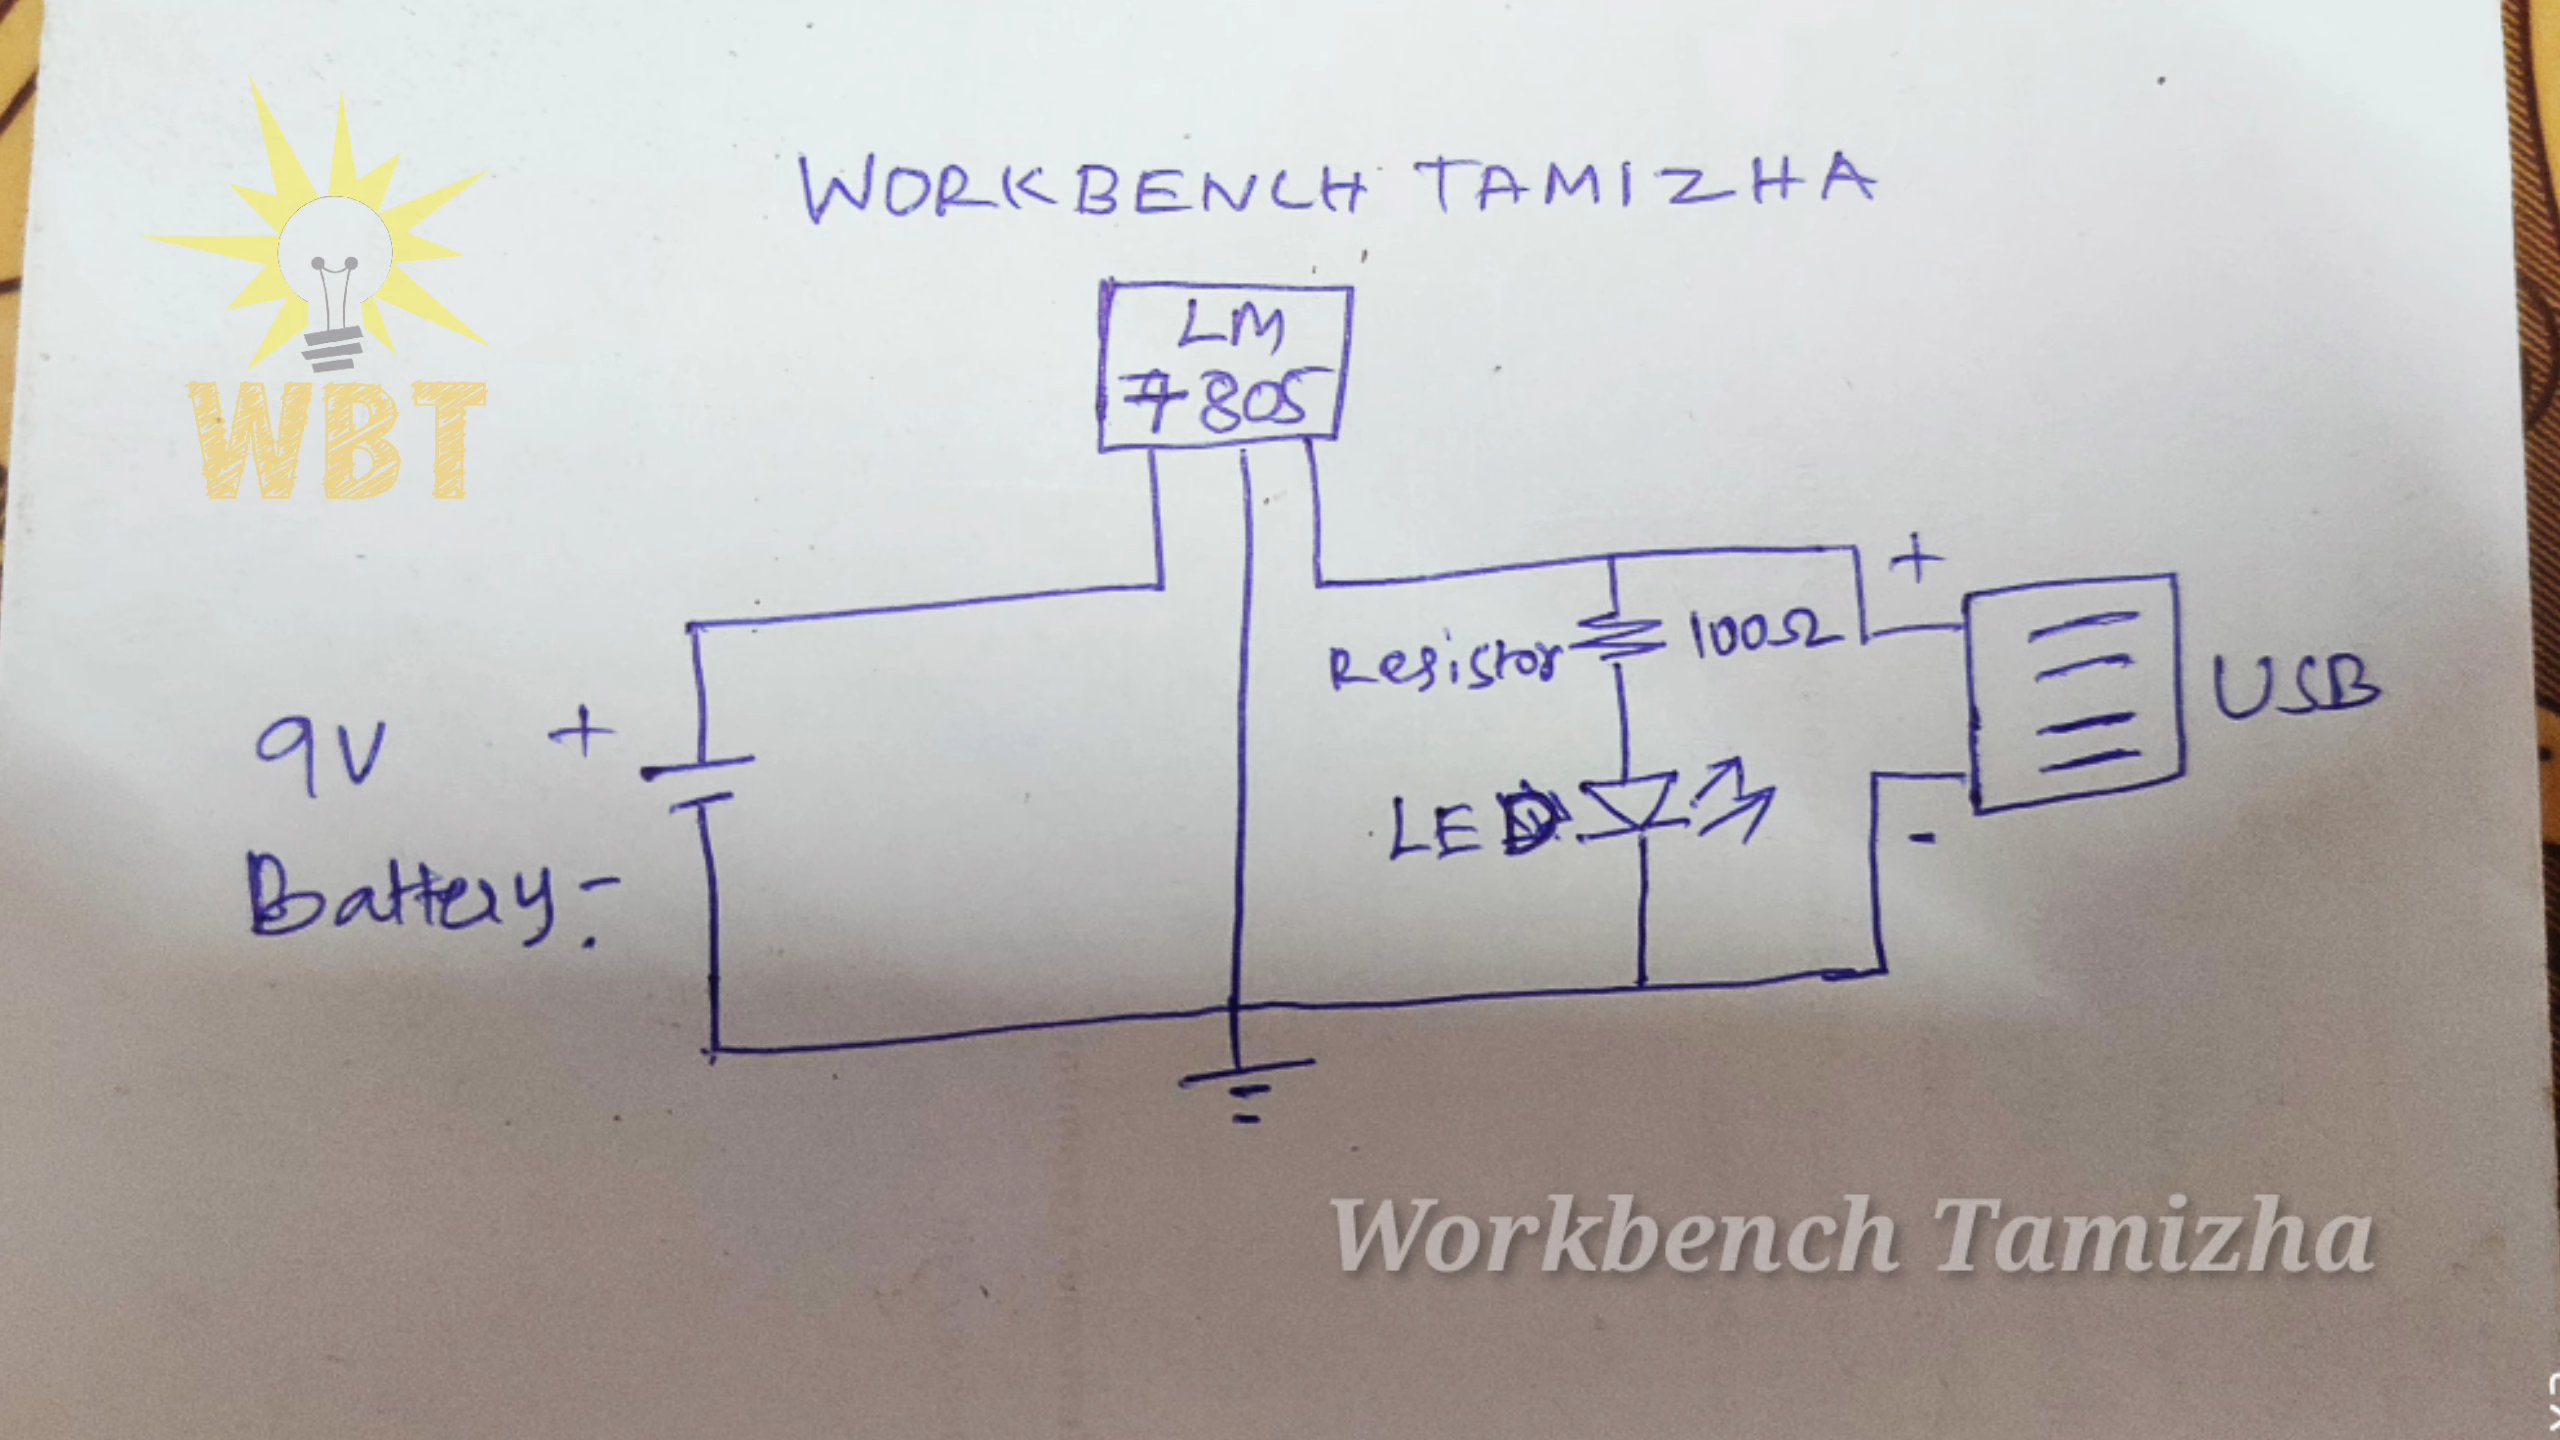 WORKBENCH TAMIZHA
WBT
LM
7805
+
Resistor 100Ω
USB
9V +
Battery -
LED
-
Workbench Tamizha